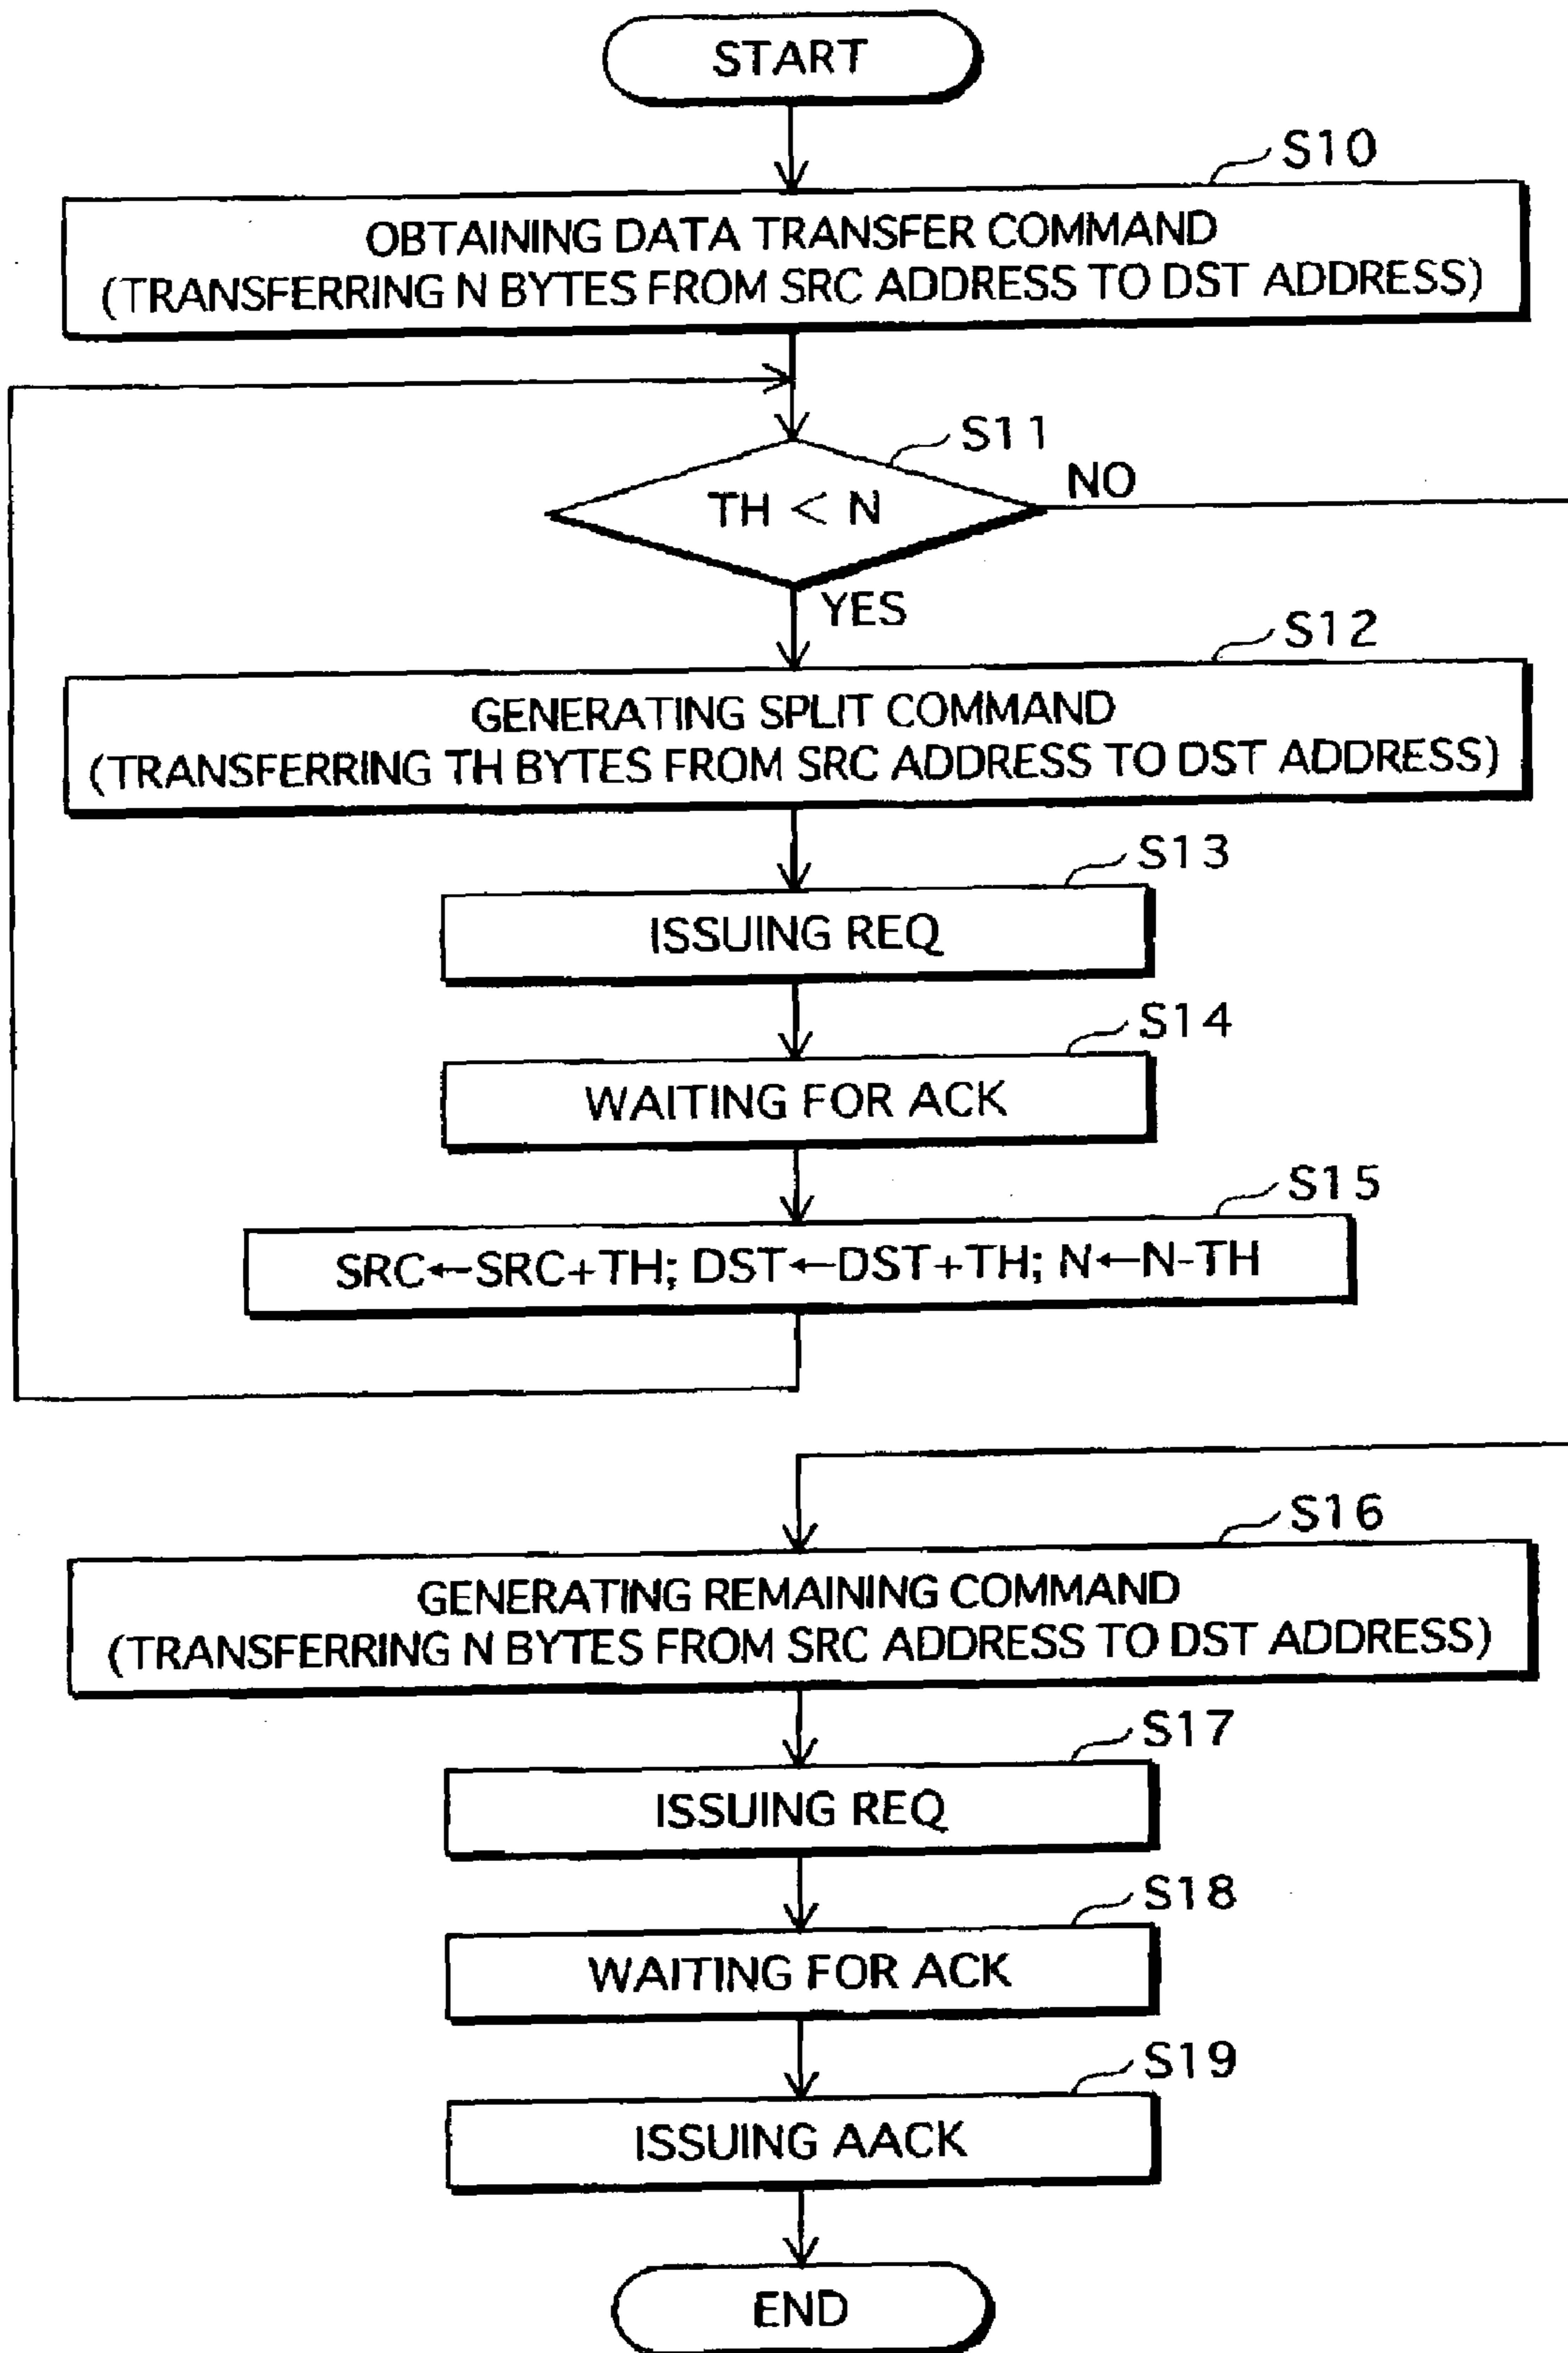 START
S10
OBTAINING DATA TRANSFER COMMAND
(TRANSFERRING N BYTES FROM SRC ADDRESS TO DST ADDRESS)
S11
TH < N
NO
YES
S12
GENERATING SPLIT COMMAND
(TRANSFERRING TH BYTES FROM SRC ADDRESS TO DST ADDRESS)
S13
ISSUING REQ
S14
WAITING FOR ACK
S15
SRC←SRC+TH; DST←DST+TH; N←N-TH
S16
GENERATING REMAINING COMMAND
(TRANSFERRING N BYTES FROM SRC ADDRESS TO DST ADDRESS)
S17
ISSUING REQ
S18
WAITING FOR ACK
S19
ISSUING AACK
END